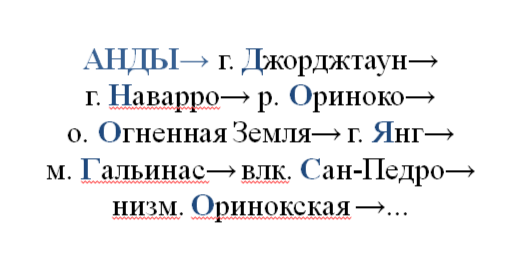 АНДЫ→ г. Джорджтаун→
г. Наварро→ р. Ориноко→
о. Огненная Земля→ г. Янг→
м. Гальинас→ влк. Сан-Педро→
низм. Оринокская →...